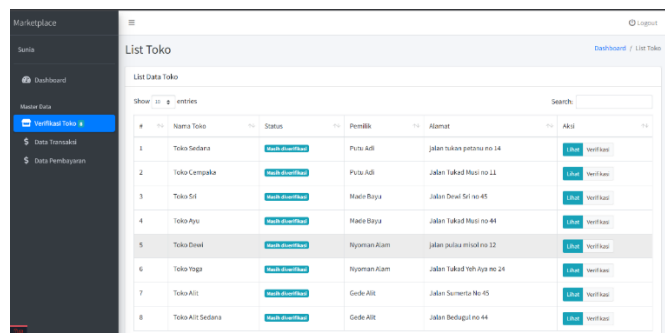 Marketplace
Logout
Sunia
List Toko
Dashboard / List Toko
Dashboard
List Data Toko
Show 10 entries
Search:
Master Data
Verifikasi Toko
Data Transaksi
Data Pembayaran
# Nama Toko Status Pemilik Alamat Aksi
1 Toko Sedana Masih diverifikasi Putu Adi jalan tukan petanu no 14 Lihat Verifikasi
2 Toko Cempaka Masih diverifikasi Putu Adi Jalan Tukad Musi no 11 Lihat Verifikasi
3 Toko Sri Masih diverifikasi Made Bayu Jalan Dewi Sri no 45 Lihat Verifikasi
4 Toko Ayu Masih diverifikasi Made Bayu Jalan Tukad Musi no 44 Lihat Verifikasi
5 Toko Dewi Masih diverifikasi Nyoman Alam jalan pulau misol no 12 Lihat Verifikasi
6 Toko Yoga Masih diverifikasi Nyoman Alam Jalan Tukad Yeh Aya no 24 Lihat Verifikasi
7 Toko Alit Masih diverifikasi Gede Alit Jalan Sumerta No 45 Lihat Verifikasi
8 Toko Alit Sedana Masih diverifikasi Gede Alit Jalan Bedugul no 44 Lihat Verifikasi